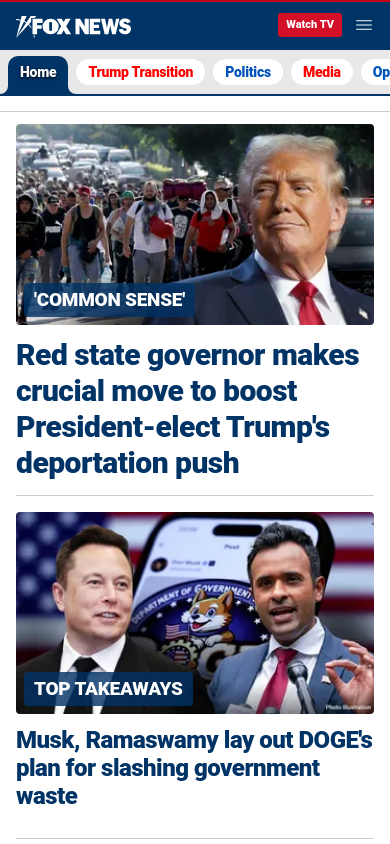 FOX NEWS
Watch TV
Home
Trump Transition
Politics
Media
Op
'COMMON SENSE'
Red state governor makes
crucial move to boost
President-elect Trump's
deportation push
Post
DEPARTMENT OF GOVERNMENT
TOP TAKEAWAYS
Photo Illustration
Musk, Ramaswamy lay out DOGE's
plan for slashing government
waste